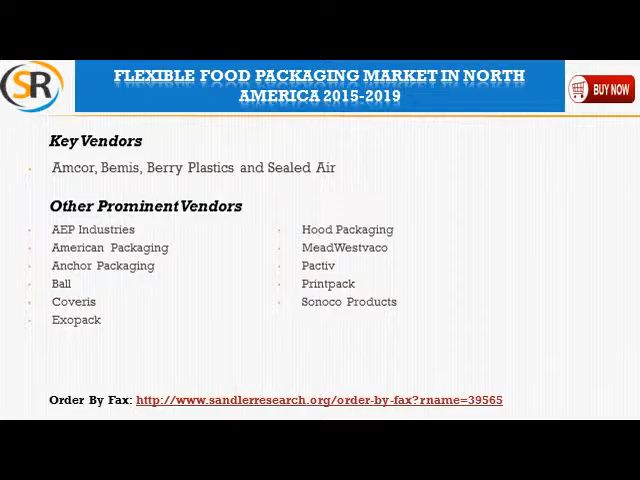 SR
FLEXIBLE FOOD PACKAGING MARKET IN NORTH
AMERICA 2015-2019
BUY NOW
Key Vendors
Amcor, Bemis, Berry Plastics and Sealed Air
Other Prominent Vendors
AEP Industries
American Packaging
Anchor Packaging
Ball
Coveris
Exopack
Hood Packaging
MeadWestvaco
Pactiv
Printpack
Sonoco Products
Order By Fax: http://www.sandlerresearch.org/order-by-fax?rname=39565